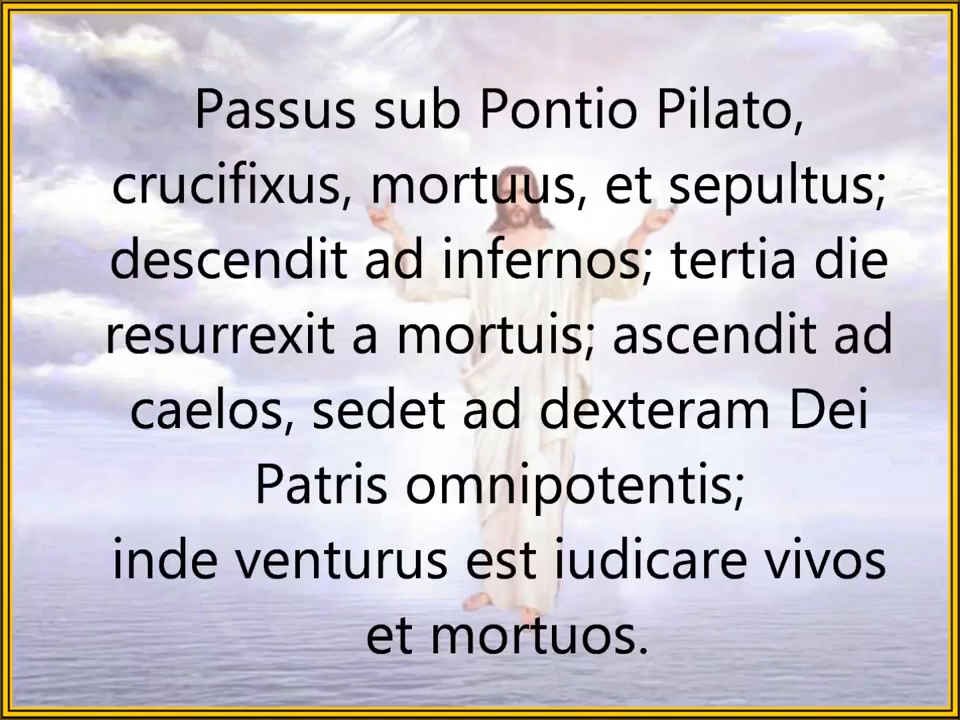 Passus sub Pontio Pilato,
crucifixus, mortuus, et sepultus;
descendit ad infernos; tertia die
resurrexit a mortuis; ascendit ad
caelos, sedet ad dexteram Dei
Patris omnipotentis;
inde venturus est iudicare vivos
et mortuos.